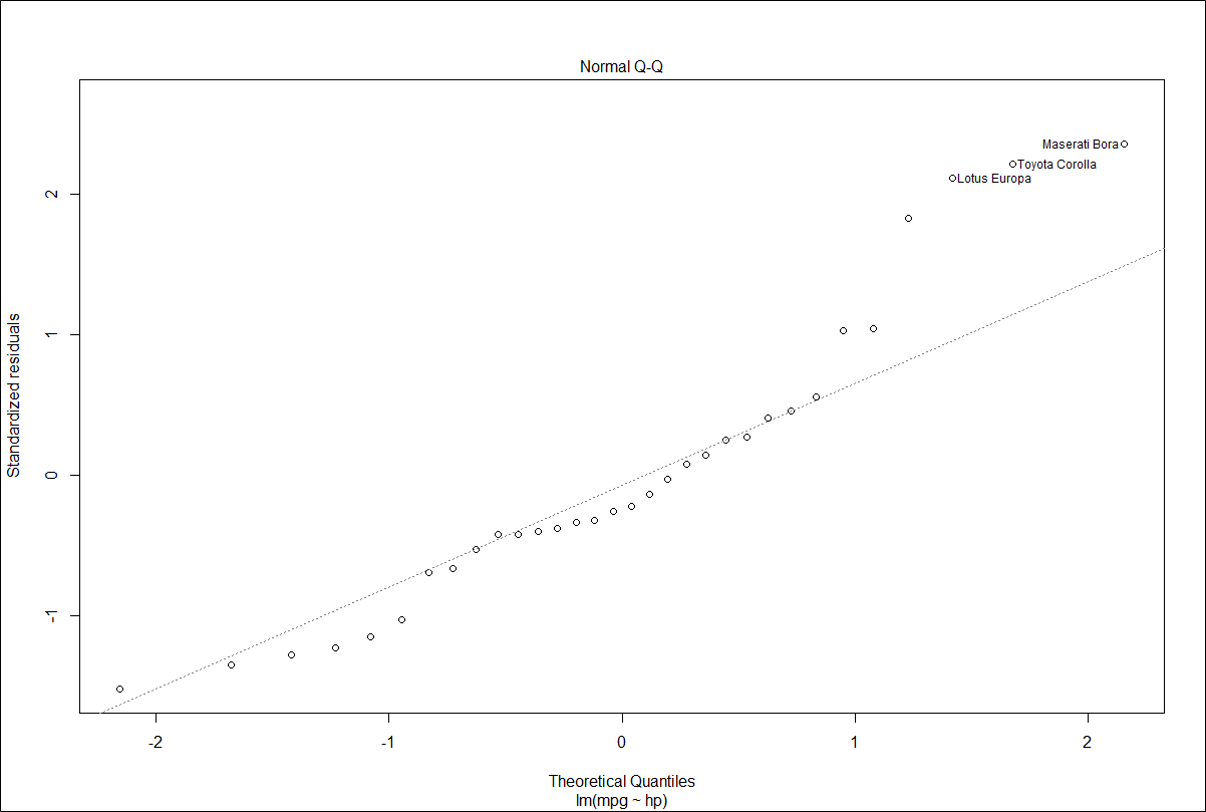 Normal Q-Q
Maserati Bora
Toyota Corolla
Lotus Europa
2
1
0
-1
Standardized residuals
-2
-1
0
1
2
Theoretical Quantiles
lm(mpg ~ hp)